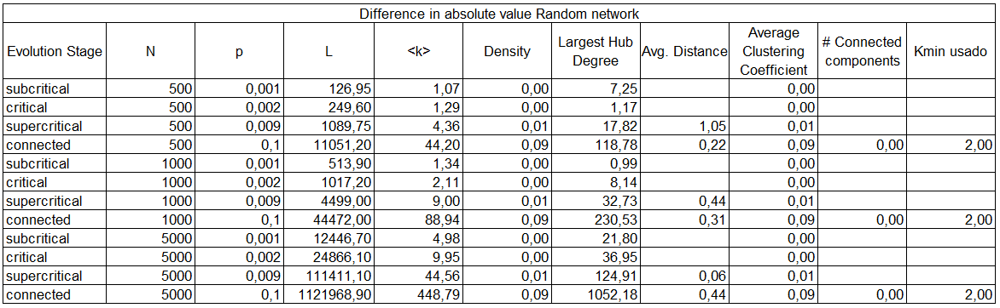 Difference in absolute value Random network
Evolution Stage N p L <k> Density Largest Hub Degree Avg. Distance Average Clustering Coefficient # Connected components Kmin usado
subcritical 500 0,001 126,95 1,07 0,00 7,25 0,00
critical 500 0,002 249,60 1,29 0,00 1,17 0,00
supercritical 500 0,009 1089,75 4,36 0,01 17,82 1,05 0,01
connected 500 0,1 11051,20 44,20 0,09 118,78 0,22 0,09 0,00 2,00
subcritical 1000 0,001 513,90 1,34 0,00 0,99 0,00
critical 1000 0,002 1017,20 2,11 0,00 8,14 0,00
supercritical 1000 0,009 4499,00 9,00 0,01 32,73 0,44 0,01
connected 1000 0,1 44472,00 88,94 0,09 230,53 0,31 0,09 0,00 2,00
subcritical 5000 0,001 12446,70 4,98 0,00 21,80 0,00
critical 5000 0,002 24866,10 9,95 0,00 36,95 0,00
supercritical 5000 0,009 111411,10 44,56 0,01 124,91 0,06 0,01
connected 5000 0,1 1121968,90 448,79 0,09 1052,18 0,44 0,09 0,00 2,00